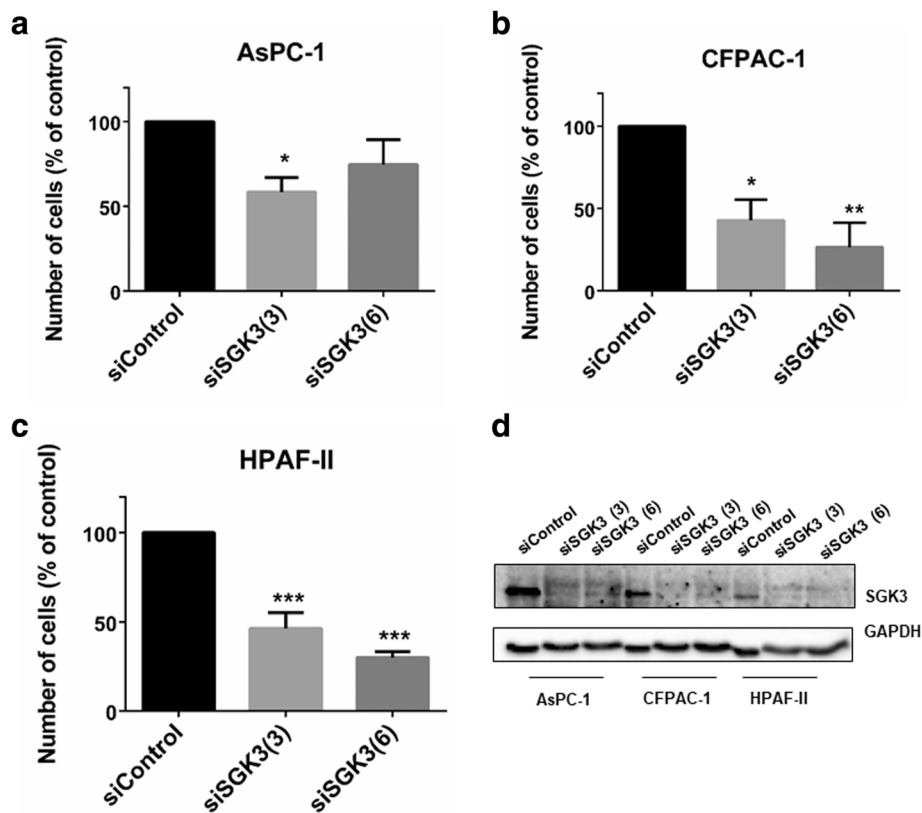 a
AsPC-1
Number of cells (% of control)
100
50
0
*
siControl
siSGK3(3)
siSGK3(6)
b
CFPAC-1
Number of cells (% of control)
100
50
0
*
**
siControl
siSGK3(3)
siSGK3(6)
c
HPAF-II
Number of cells (% of control)
100
50
0
***
***
siControl
siSGK3(3)
siSGK3(6)
d
siControl
siSGK3 (3)
siSGK3 (6)
siControl
siSGK3 (3)
siSGK3 (6)
siControl
siSGK3 (3)
siSGK3 (6)
SGK3
GAPDH
AsPC-1
CFPAC-1
HPAF-II